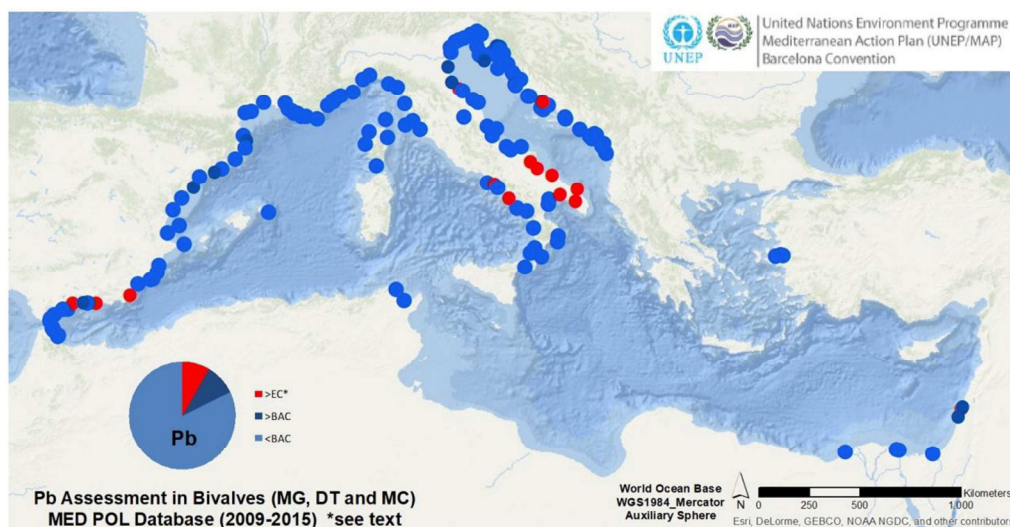 UNEP
United Nations Environment Programme
Mediterranean Action Plan (UNEP/MAP)
Barcelona Convention
>EC*
>BAC
<BAC
Pb
Pb Assessment in Bivalves (MG, DT and MC)
MED POL Database (2009-2015) *see text
World Ocean Base
WGS1984_Mercator
Auxiliary Sphere
N
Kilometers
0 250 500 1,000
Esri, DeLorme, GEBCO, NOAA NGDC, and other contributor